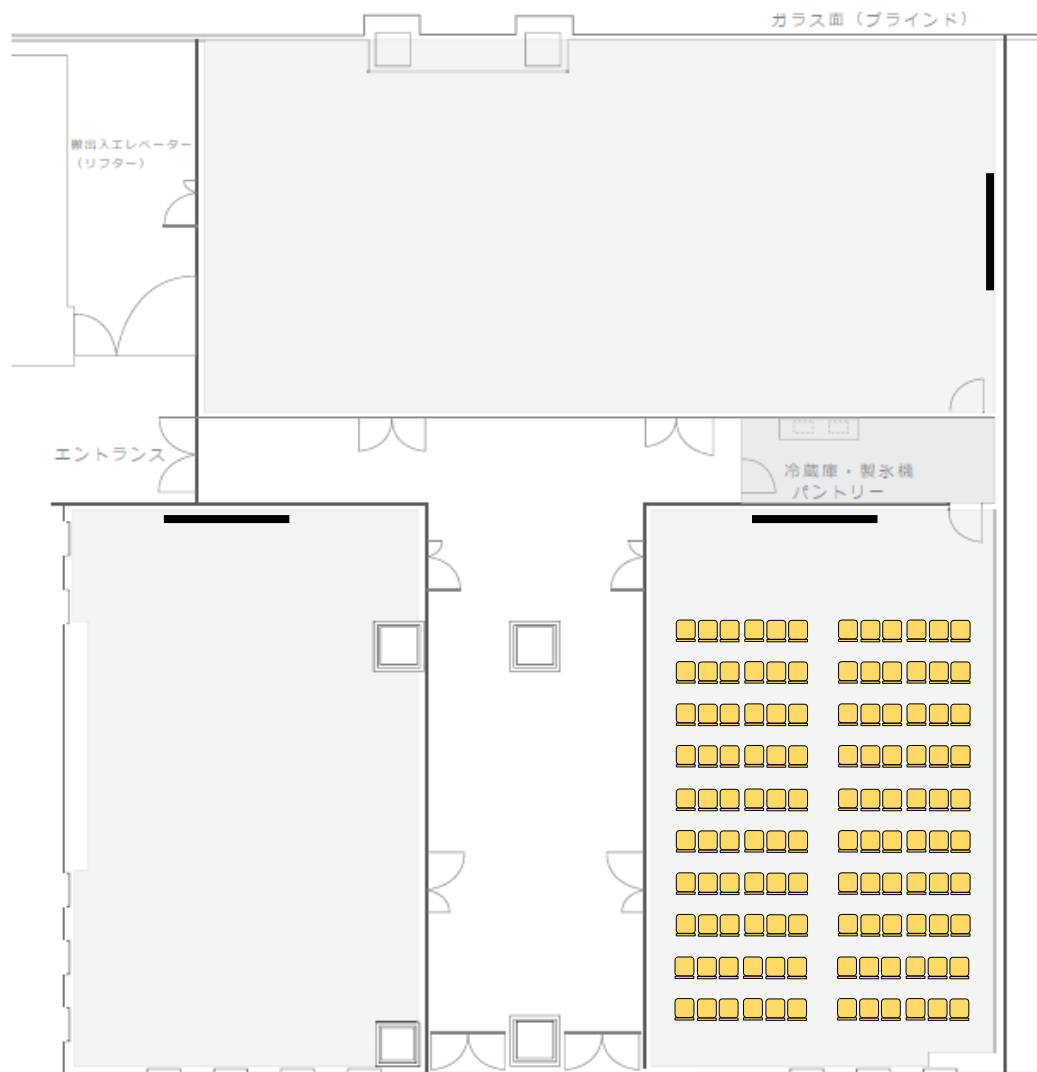 ガラス面（ブラインド）
搬出入エレベーター
（リフター）
エントランス
冷蔵庫・製氷機
パントリー